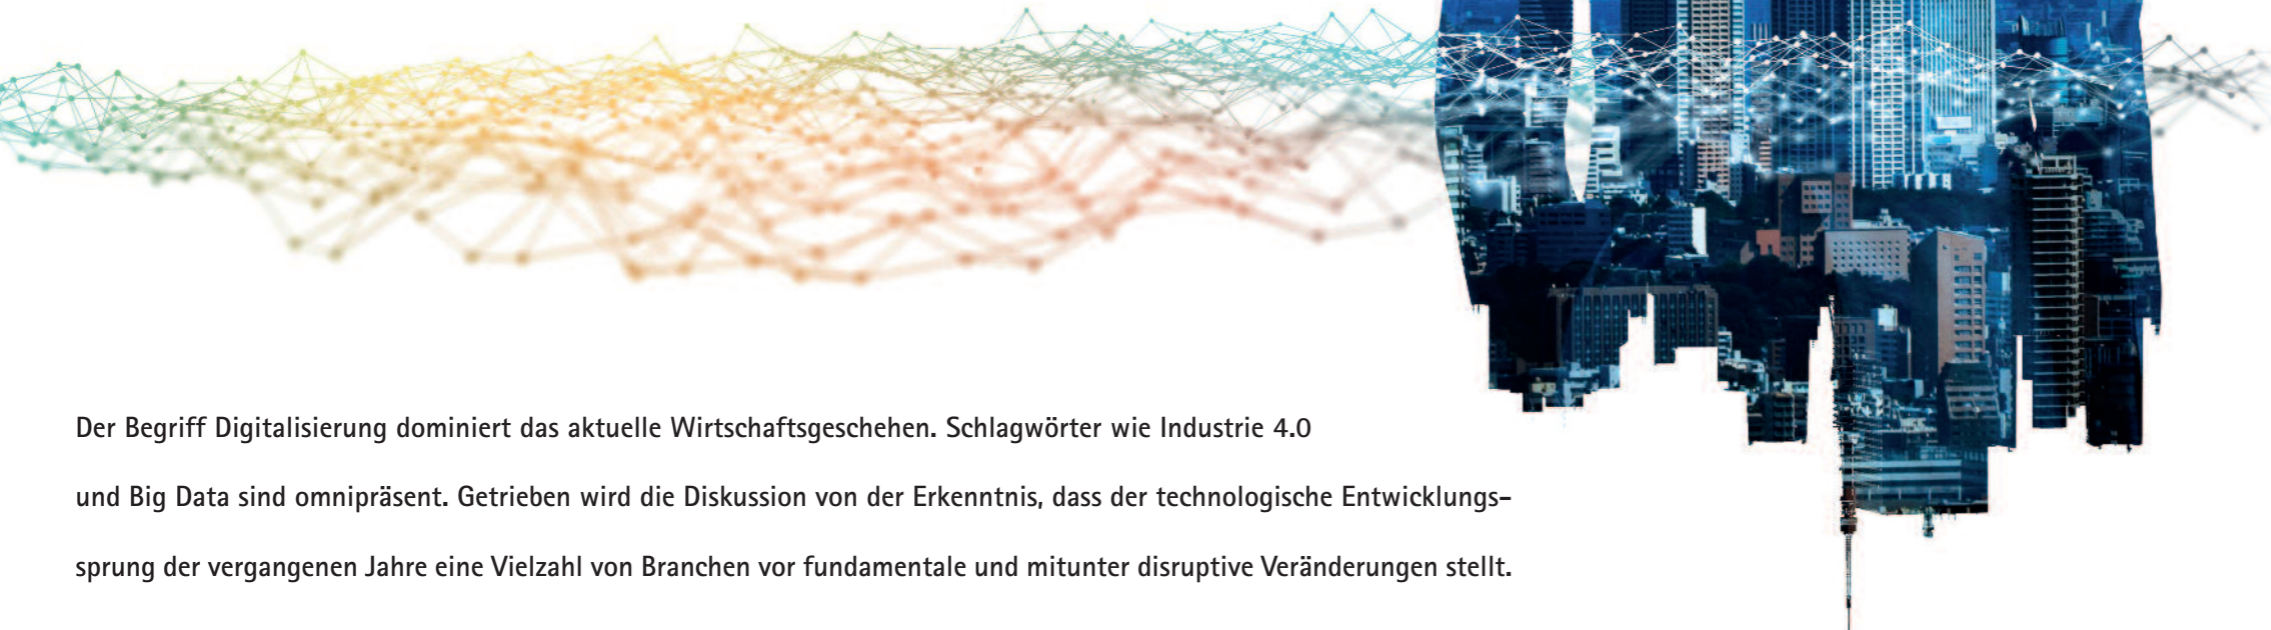 Der Begriff Digitalisierung dominiert das aktuelle Wirtschaftsgeschehen. Schlagwörter wie Industrie 4.0
und Big Data sind omnipräsent. Getrieben wird die Diskussion von der Erkenntnis, dass der technologische Entwicklungs-
sprung der vergangenen Jahre eine Vielzahl von Branchen vor fundamentale und mitunter disruptive Veränderungen stellt.